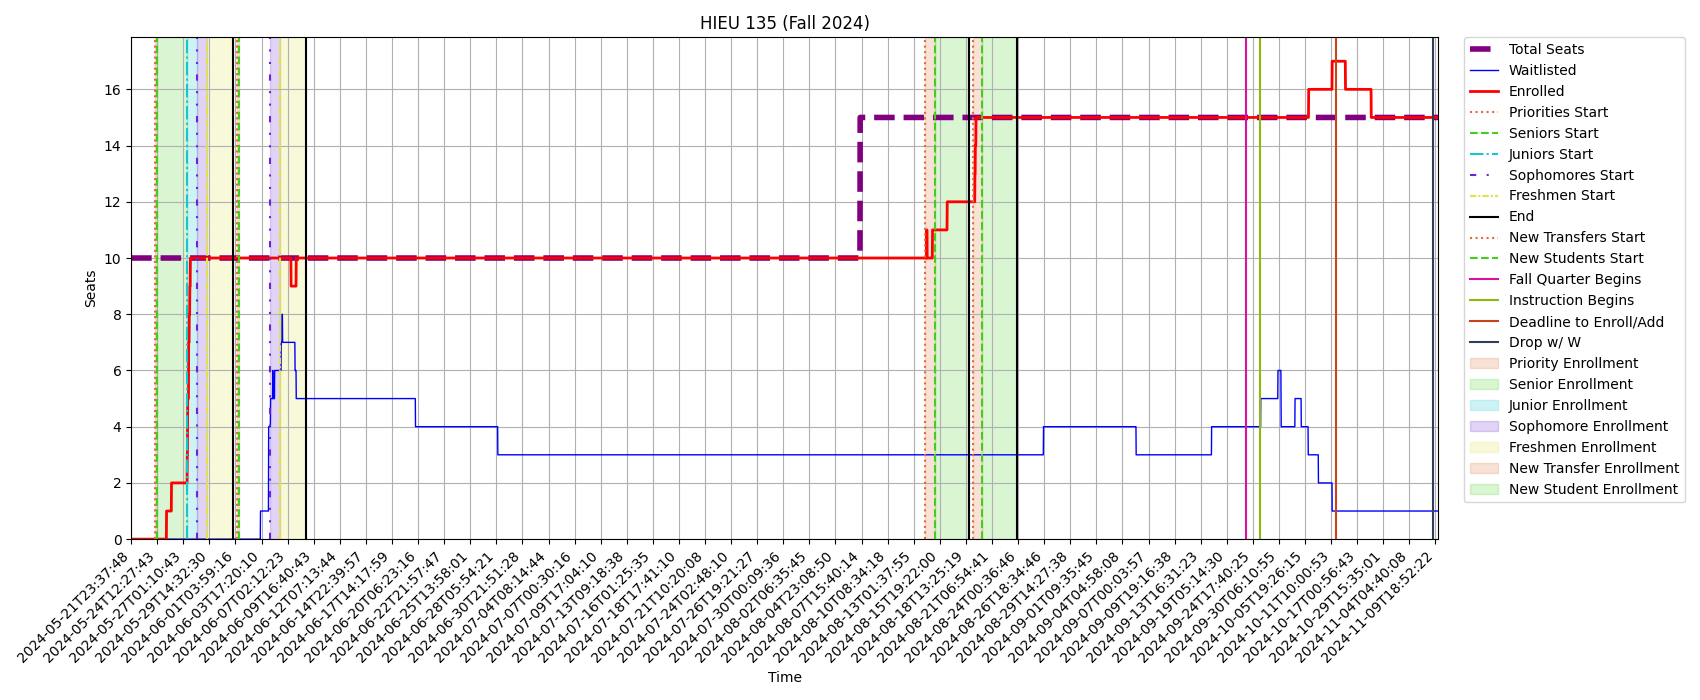 HIEU 135 (Fall 2024)
Seats
16
14
12
10
8
6
4
2
0
2024-05-21T23:37:48
2024-05-24T12:27:43
2024-05-27T01:10:43
2024-05-29T14:32:30
2024-06-01T03:59:16
2024-06-03T17:20:10
2024-06-07T02:12:23
2024-06-09T16:40:43
2024-06-12T07:13:44
2024-06-14T22:39:57
2024-06-17T14:17:59
2024-06-20T06:23:16
2024-06-22T21:57:47
2024-06-25T13:58:01
2024-06-28T05:54:21
2024-06-30T21:51:28
2024-07-04T08:14:44
2024-07-07T00:30:16
2024-07-09T17:04:16
2024-07-13T09:18:38
2024-07-16T01:25:35
2024-07-18T17:41:10
2024-07-21T10:20:08
2024-07-24T02:48:10
2024-07-26T19:21:27
2024-07-30T00:09:36
2024-08-02T06:35:45
2024-08-04T23:08:50
2024-08-07T15:40:14
2024-08-10T08:34:18
2024-08-13T01:37:55
2024-08-15T19:22:00
2024-08-18T13:25:19
2024-08-21T06:54:41
2024-08-24T00:36:46
2024-08-26T18:34:46
2024-08-29T14:27:38
2024-09-01T09:35:45
2024-09-04T04:58:08
2024-09-07T00:03:57
2024-09-09T19:16:38
2024-09-13T16:31:23
2024-09-19T05:14:30
2024-09-24T17:40:25
2024-09-30T06:10:55
2024-10-05T19:26:15
2024-10-11T10:00:53
2024-10-17T00:56:43
2024-10-29T15:35:01
2024-11-04T04:40:08
2024-11-09T18:52:22
Time
Total Seats
Waitlisted
Enrolled
Priorities Start
Seniors Start
Juniors Start
Sophomores Start
Freshmen Start
End
New Transfers Start
New Students Start
Fall Quarter Begins
Instruction Begins
Deadline to Enroll/Add
Drop w/ W
Priority Enrollment
Senior Enrollment
Junior Enrollment
Sophomore Enrollment
Freshmen Enrollment
New Transfer Enrollment
New Student Enrollment